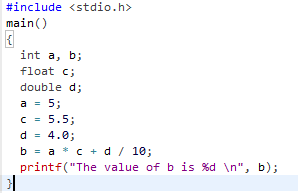 #include <stdio.h>
main()
{
int a, b;
float c;
double d;
a = 5;
c = 5.5;
d = 4.0;
b = a * c + d / 10;
printf("The value of b is %d \n", b);
}